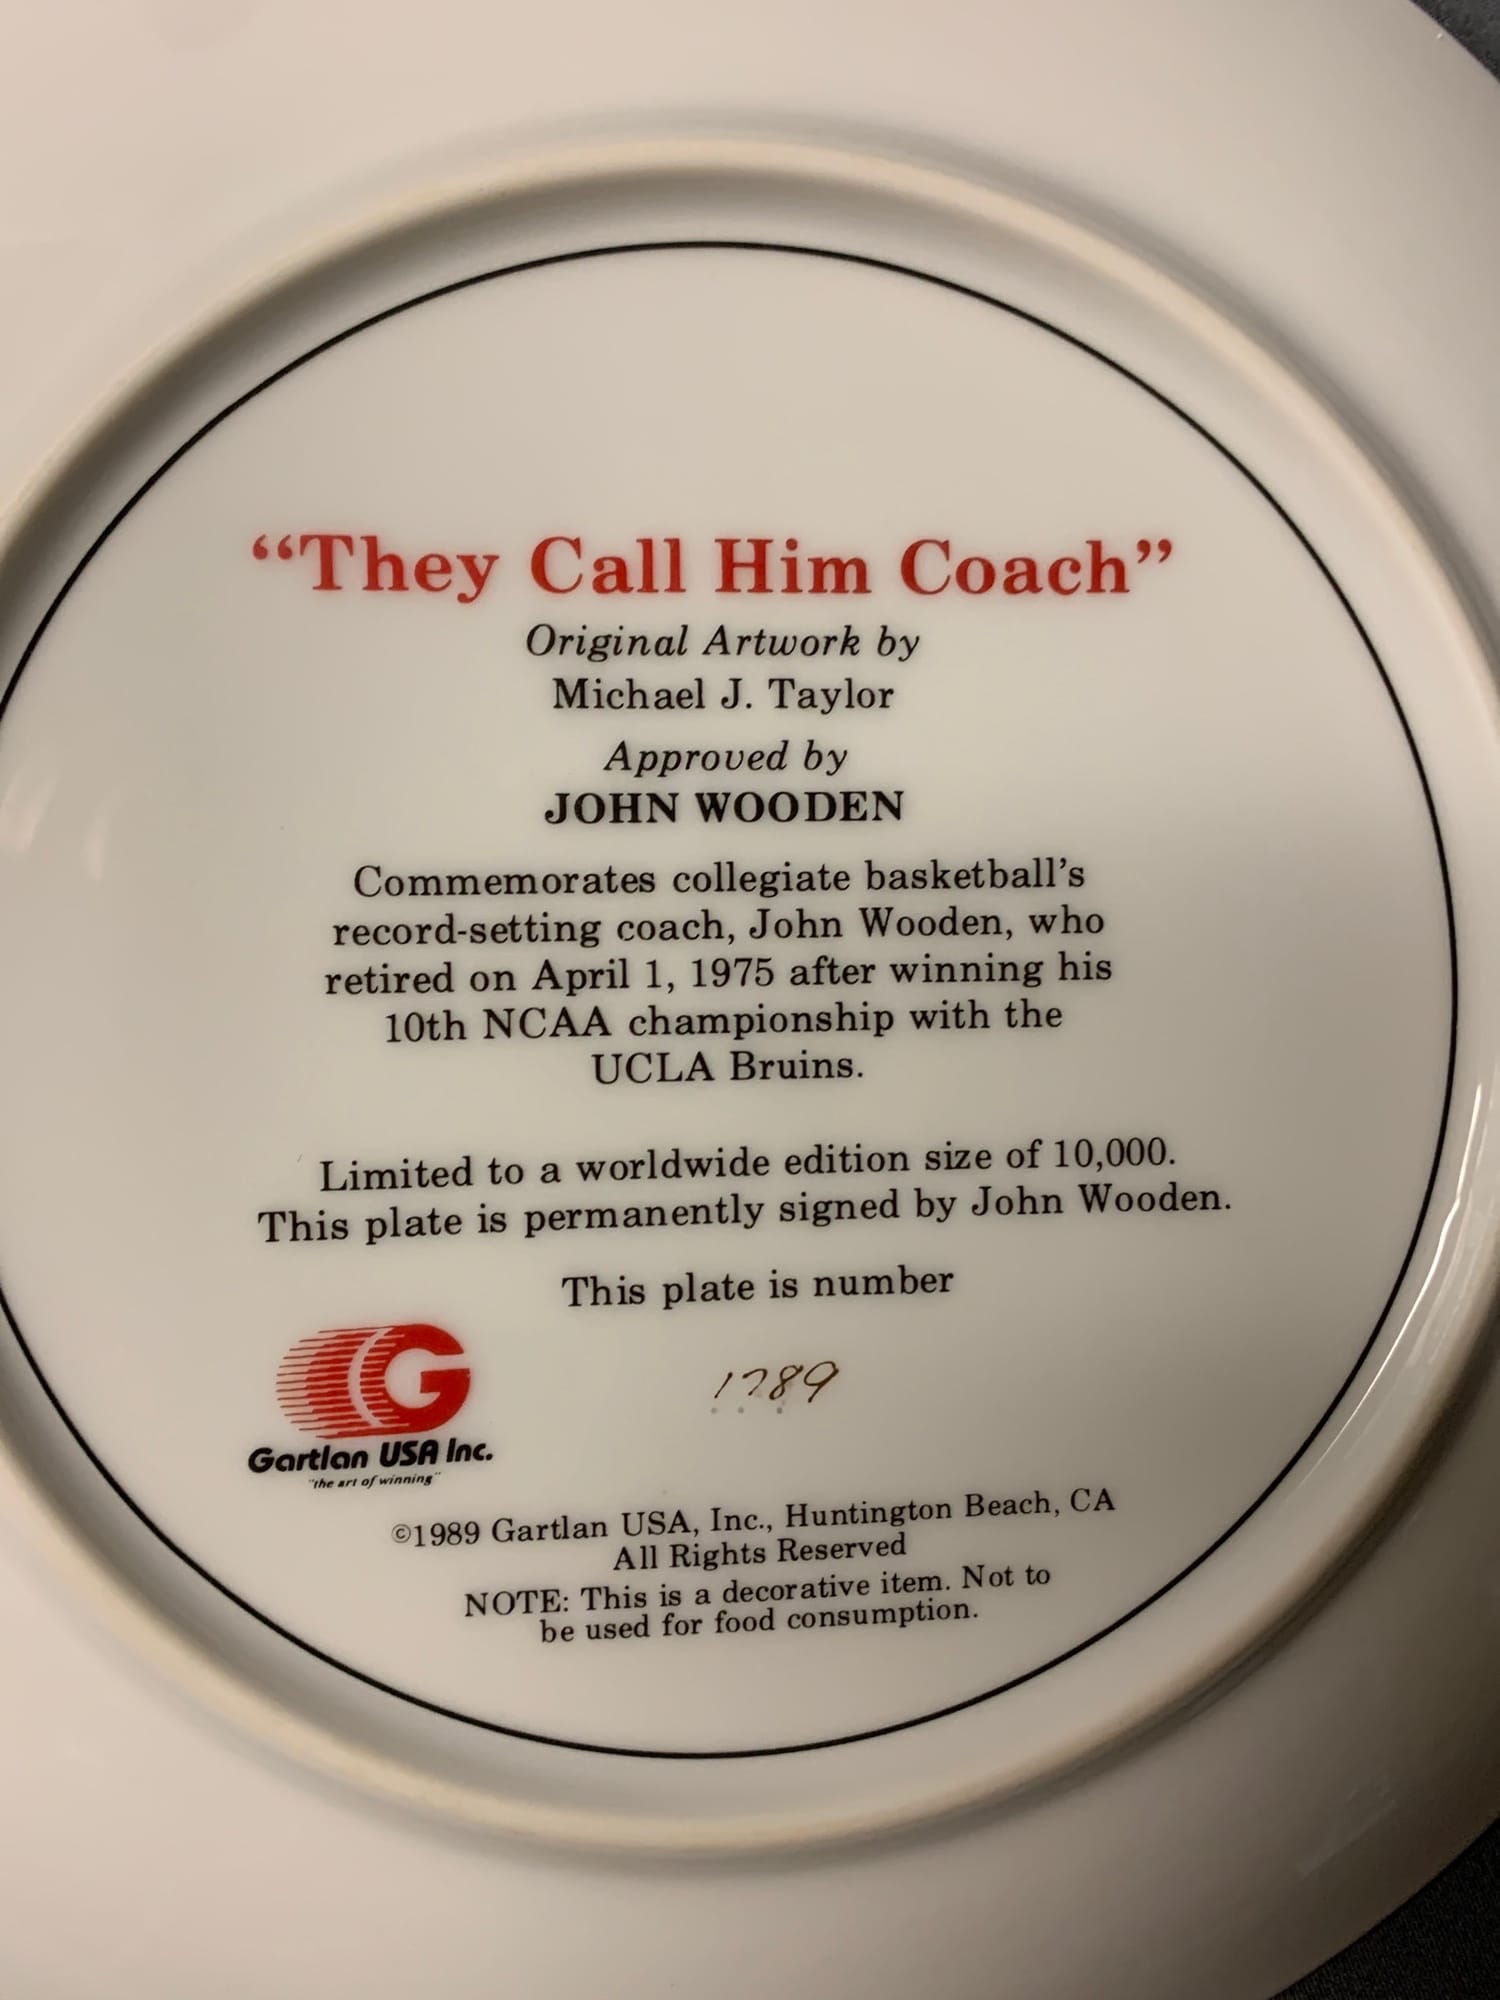 “They Call Him Coach”
Original Artwork by
Michael J. Taylor
Approved by
JOHN WOODEN
Commemorates collegiate basketball’s
record-setting coach, John Wooden, who
retired on April 1, 1975 after winning his
10th NCAA championship with the
UCLA Bruins.
Limited to a worldwide edition size of 10,000.
This plate is permanently signed by John Wooden.
This plate is number
1789
G
Gartlan USA Inc.
"the art of winning"
©1989 Gartlan USA, Inc., Huntington Beach, CA
All Rights Reserved
NOTE: This is a decorative item. Not to
be used for food consumption.